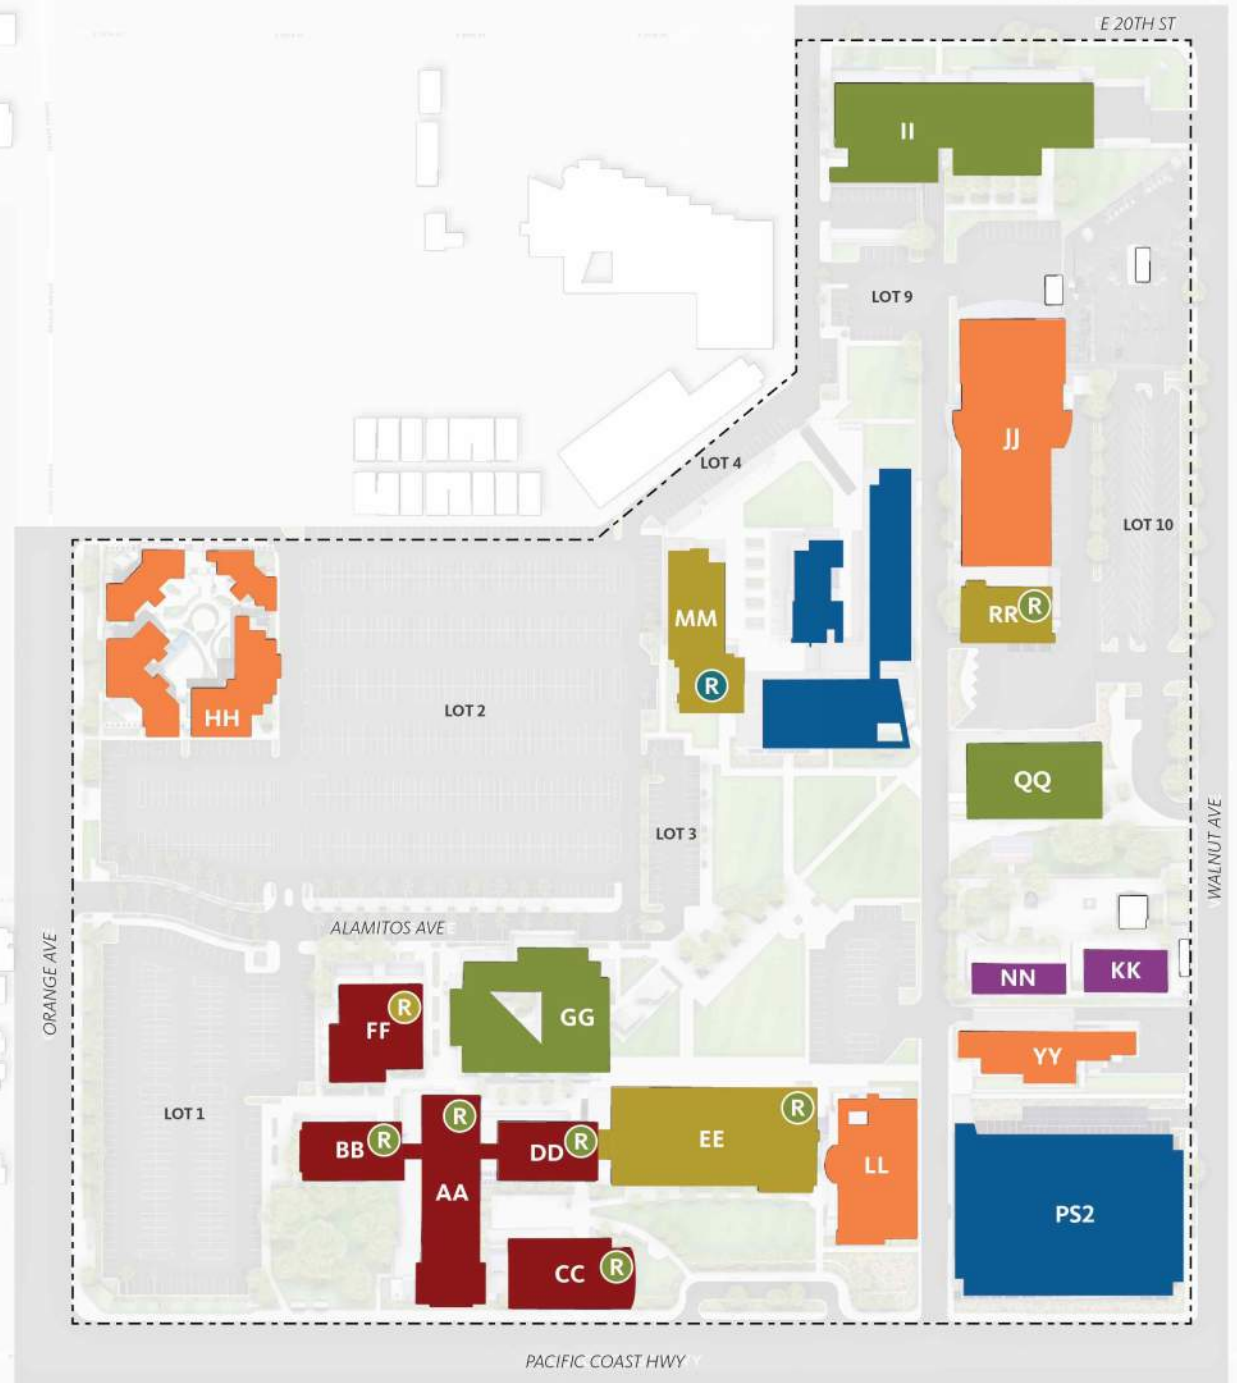 E 20TH ST
II
LOT 9
JJ
LOT 4
LOT 10
RR R
MM
R
HH
LOT 2
QQ
LOT 3
WALNUT AVE
ALAMITOS AVE
ORANGE AVE
NN
KK
FF R
GG
YY
LOT 1
BB R
R
AA
DD R
R
EE
LL
PS2
CC R
PACIFIC COAST HWY